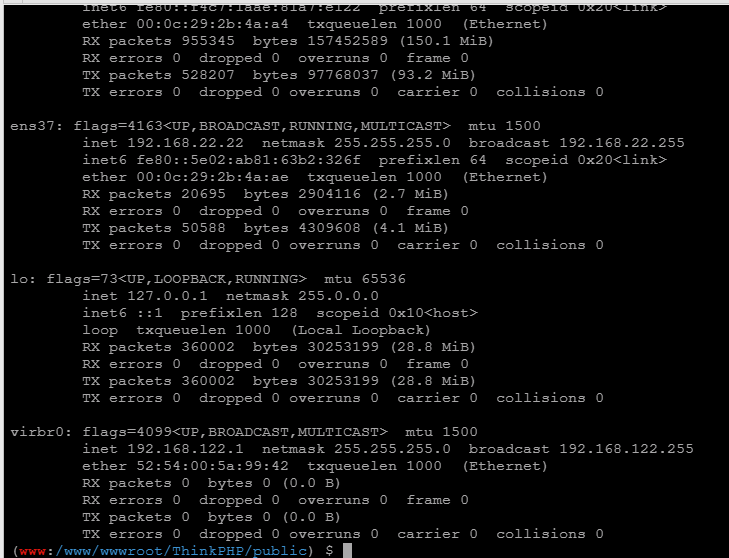 inet6 fe80::f4c7:1aae:81a7:e122  prefixlen 64  scopeid 0x20<link>
ether 00:0c:29:2b:4a:a4  txqueuelen 1000  (Ethernet)
RX packets 955345  bytes 157452589 (150.1 MiB)
RX errors 0  dropped 0  overruns 0  frame 0
TX packets 528207  bytes 97768037 (93.2 MiB)
TX errors 0  dropped 0 overruns 0  carrier 0  collisions 0
ens37: flags=4163<UP,BROADCAST,RUNNING,MULTICAST>  mtu 1500
inet 192.168.22.22  netmask 255.255.255.0  broadcast 192.168.22.255
inet6 fe80::5e02:ab81:63b2:326f  prefixlen 64  scopeid 0x20<link>
ether 00:0c:29:2b:4a:ae  txqueuelen 1000  (Ethernet)
RX packets 20695  bytes 2904116 (2.7 MiB)
RX errors 0  dropped 0  overruns 0  frame 0
TX packets 50588  bytes 4309608 (4.1 MiB)
TX errors 0  dropped 0 overruns 0  carrier 0  collisions 0
lo: flags=73<UP,LOOPBACK,RUNNING>  mtu 65536
inet 127.0.0.1  netmask 255.0.0.0
inet6 ::1  prefixlen 128  scopeid 0x10<host>
loop  txqueuelen 1000  (Local Loopback)
RX packets 360002  bytes 30253199 (28.8 MiB)
RX errors 0  dropped 0  overruns 0  frame 0
TX packets 360002  bytes 30253199 (28.8 MiB)
TX errors 0  dropped 0 overruns 0  carrier 0  collisions 0
virbr0: flags=4099<UP,BROADCAST,MULTICAST>  mtu 1500
inet 192.168.122.1  netmask 255.255.255.0  broadcast 192.168.122.255
ether 52:54:00:5a:99:42  txqueuelen 1000  (Ethernet)
RX packets 0  bytes 0 (0.0 B)
RX errors 0  dropped 0  overruns 0  frame 0
TX packets 0  bytes 0 (0.0 B)
TX errors 0  dropped 0 overruns 0  carrier 0  collisions 0
(www:/www/wwwroot/ThinkPHP/public) $